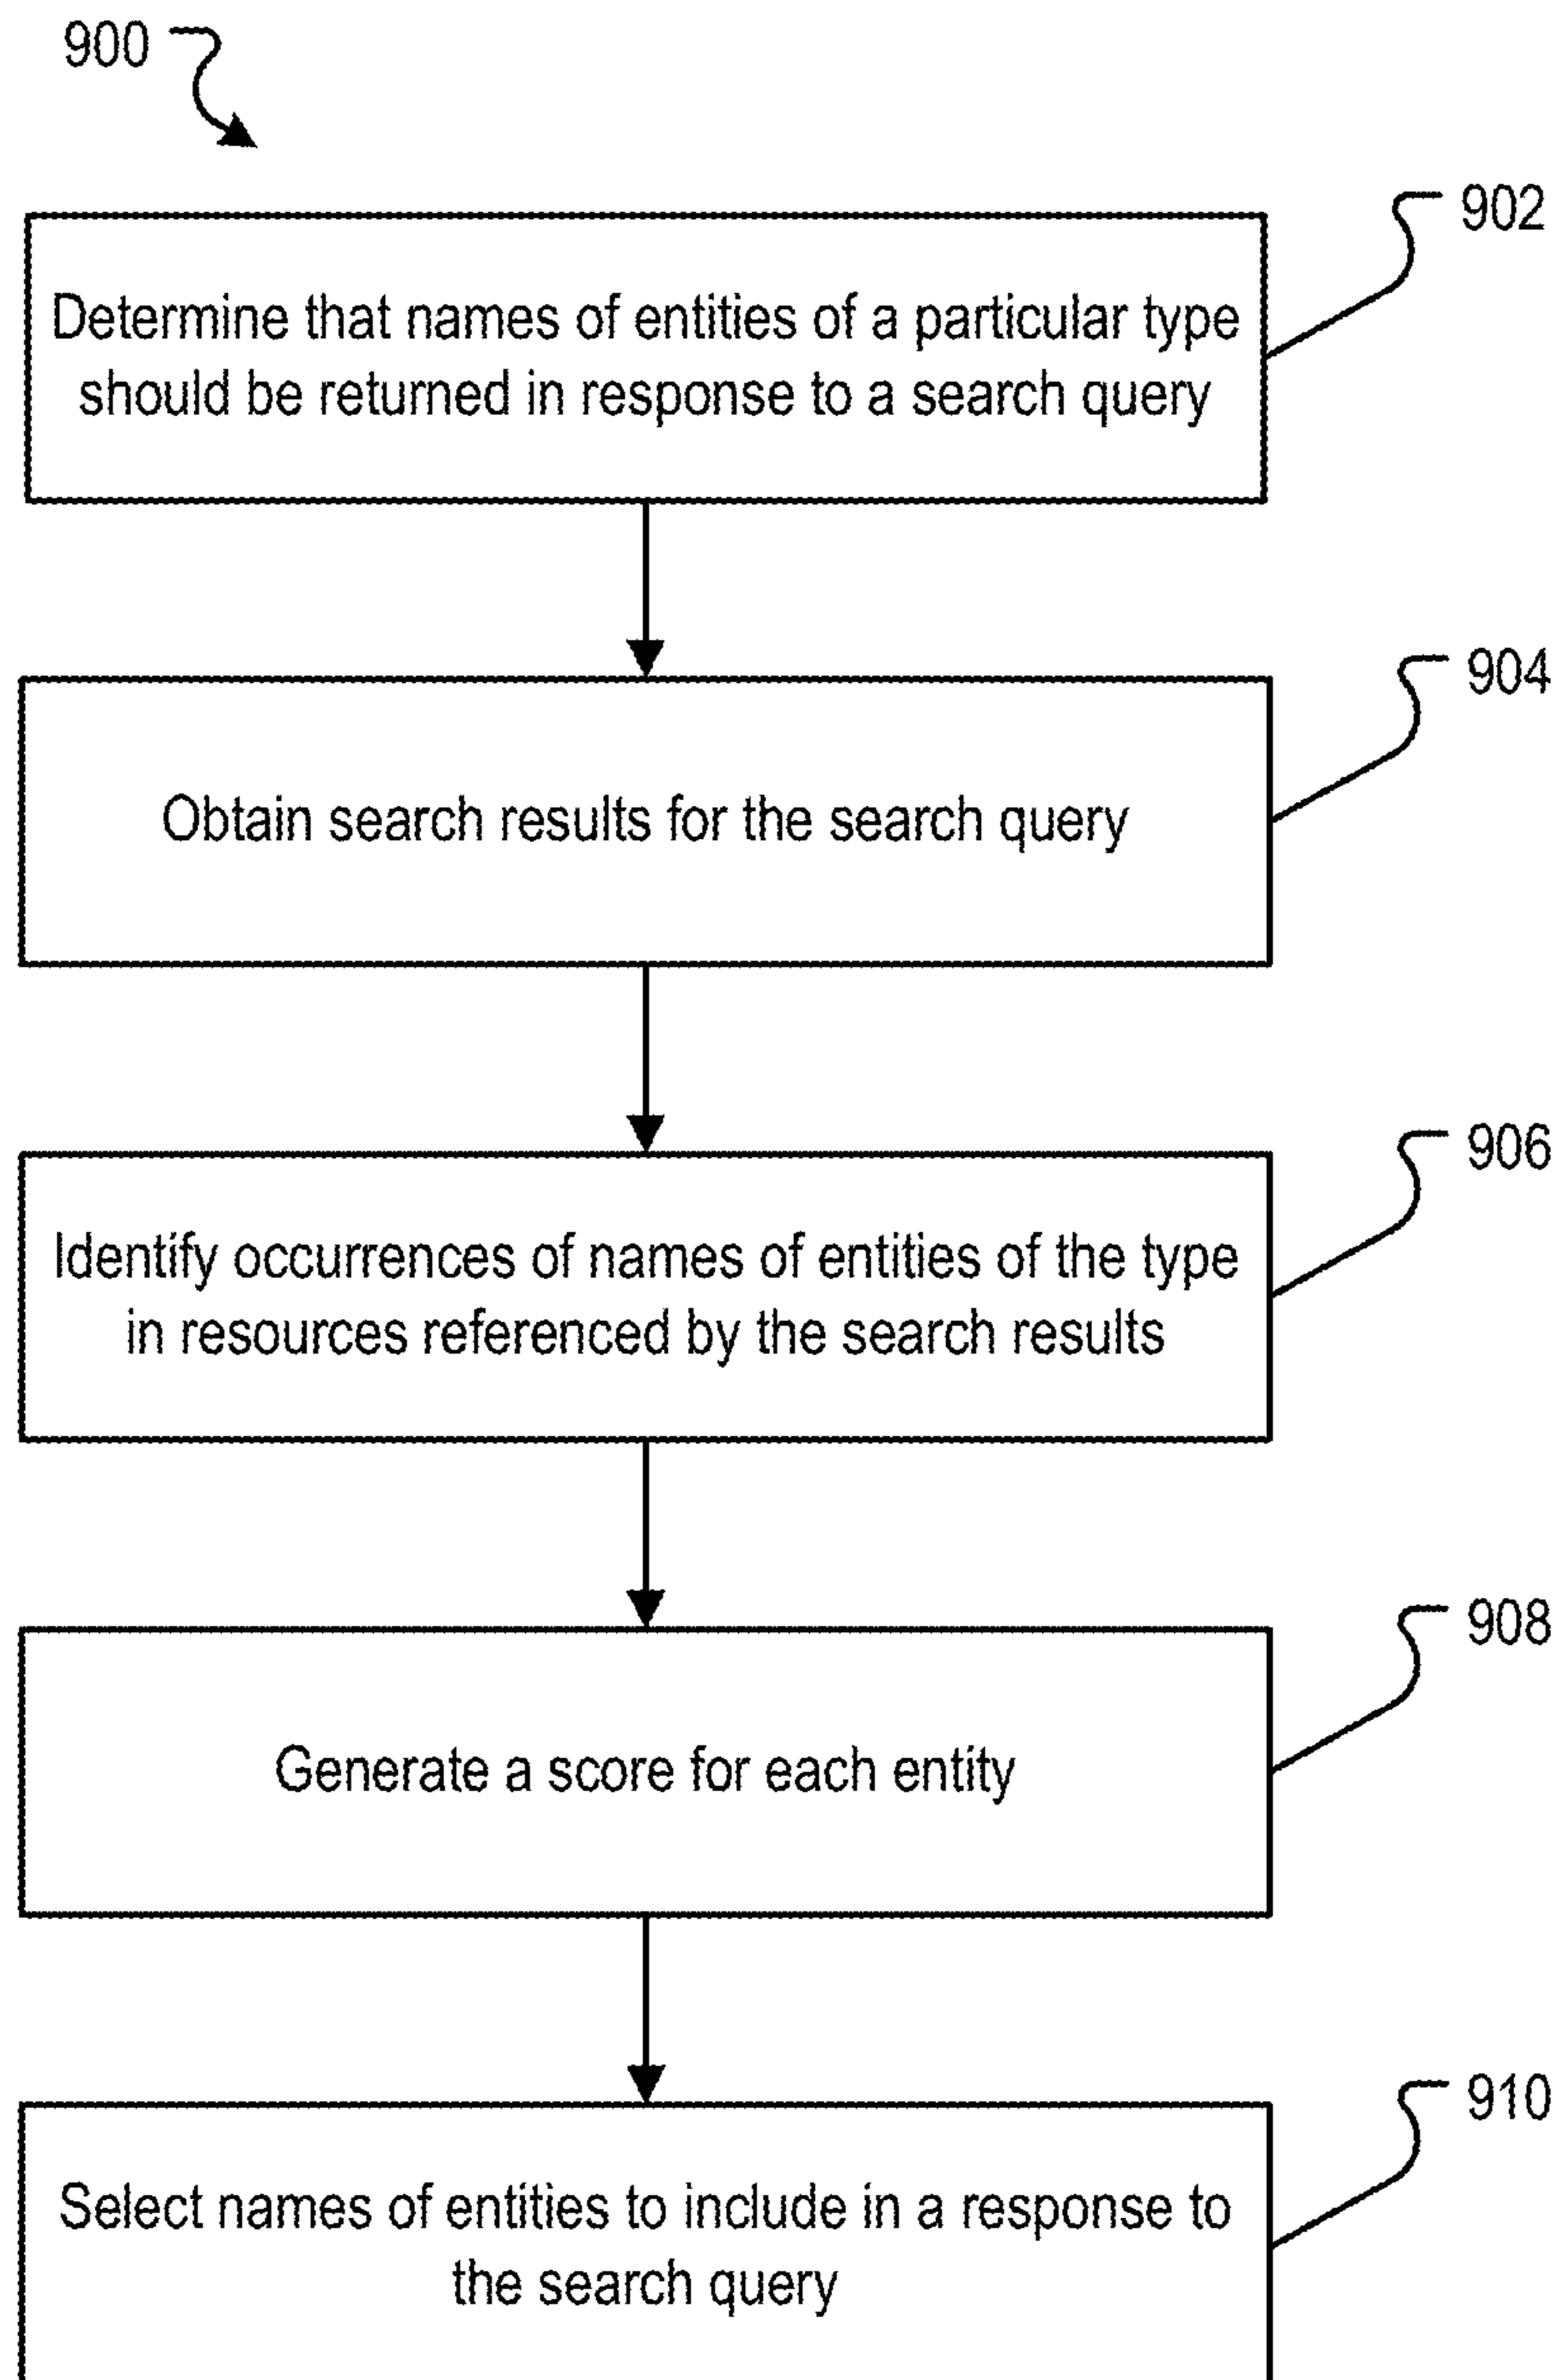 900
902
Determine that names of entities of a particular type
should be returned in response to a search query
904
Obtain search results for the search query
906
Identify occurrences of names of entities of the type
in resources referenced by the search results
908
Generate a score for each entity
910
Select names of entities to include in a response to
the search query